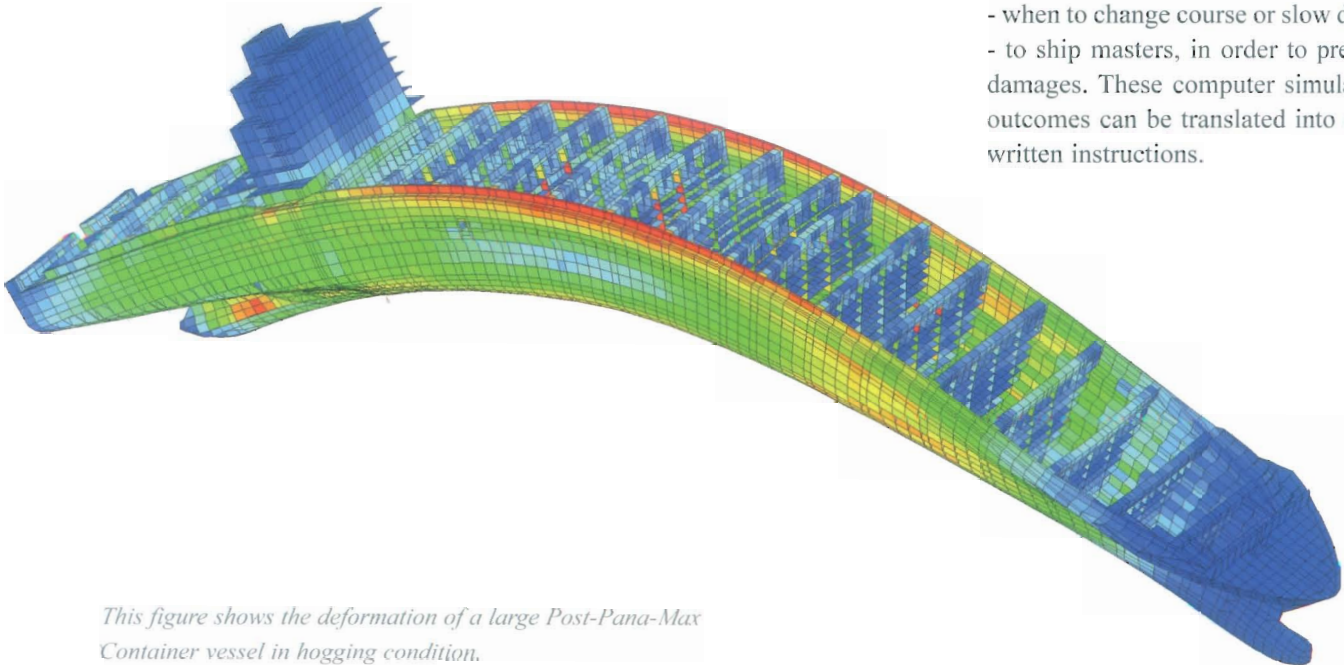 - when to change course or slow d
- to ship masters, in order to pre
damages. These computer simula
outcomes can be translated into
written instructions.
This figure shows the deformation of a large Post-Pana-Max
Container vessel in hogging condition.